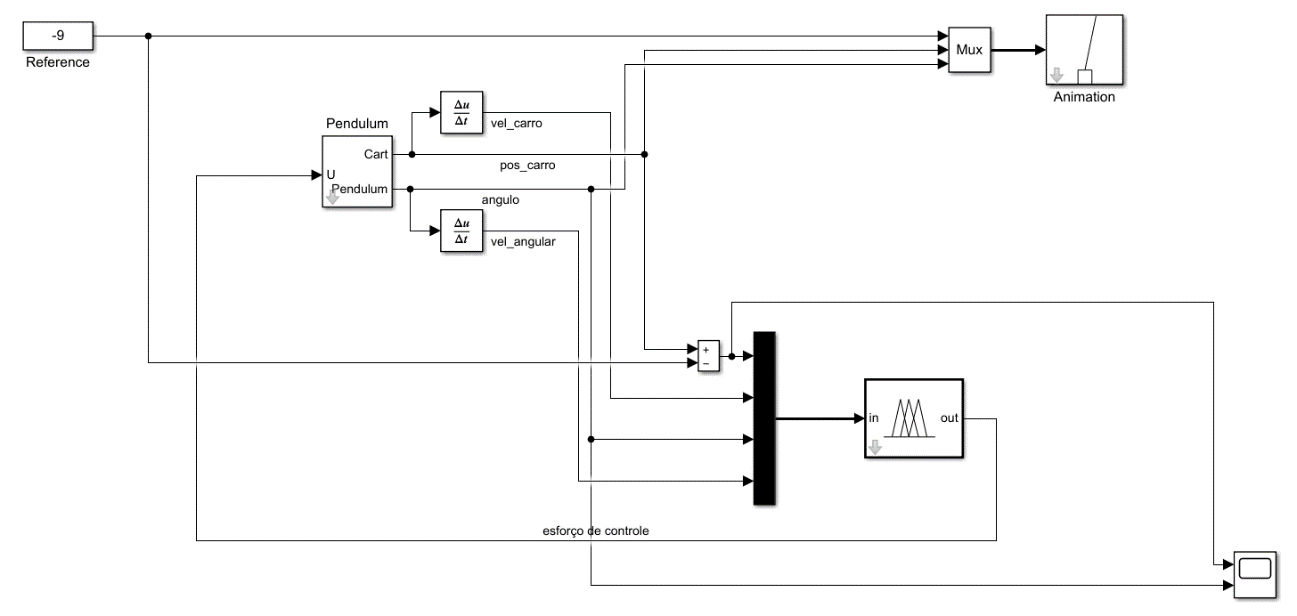 -9
Reference
Mux
Animation
Δu
Δt
vel_carro
Pendulum
Cart
pos_carro
U
Pendulum
angulo
Δu
Δt
vel_angular
+
−
in
out
esforço de controle